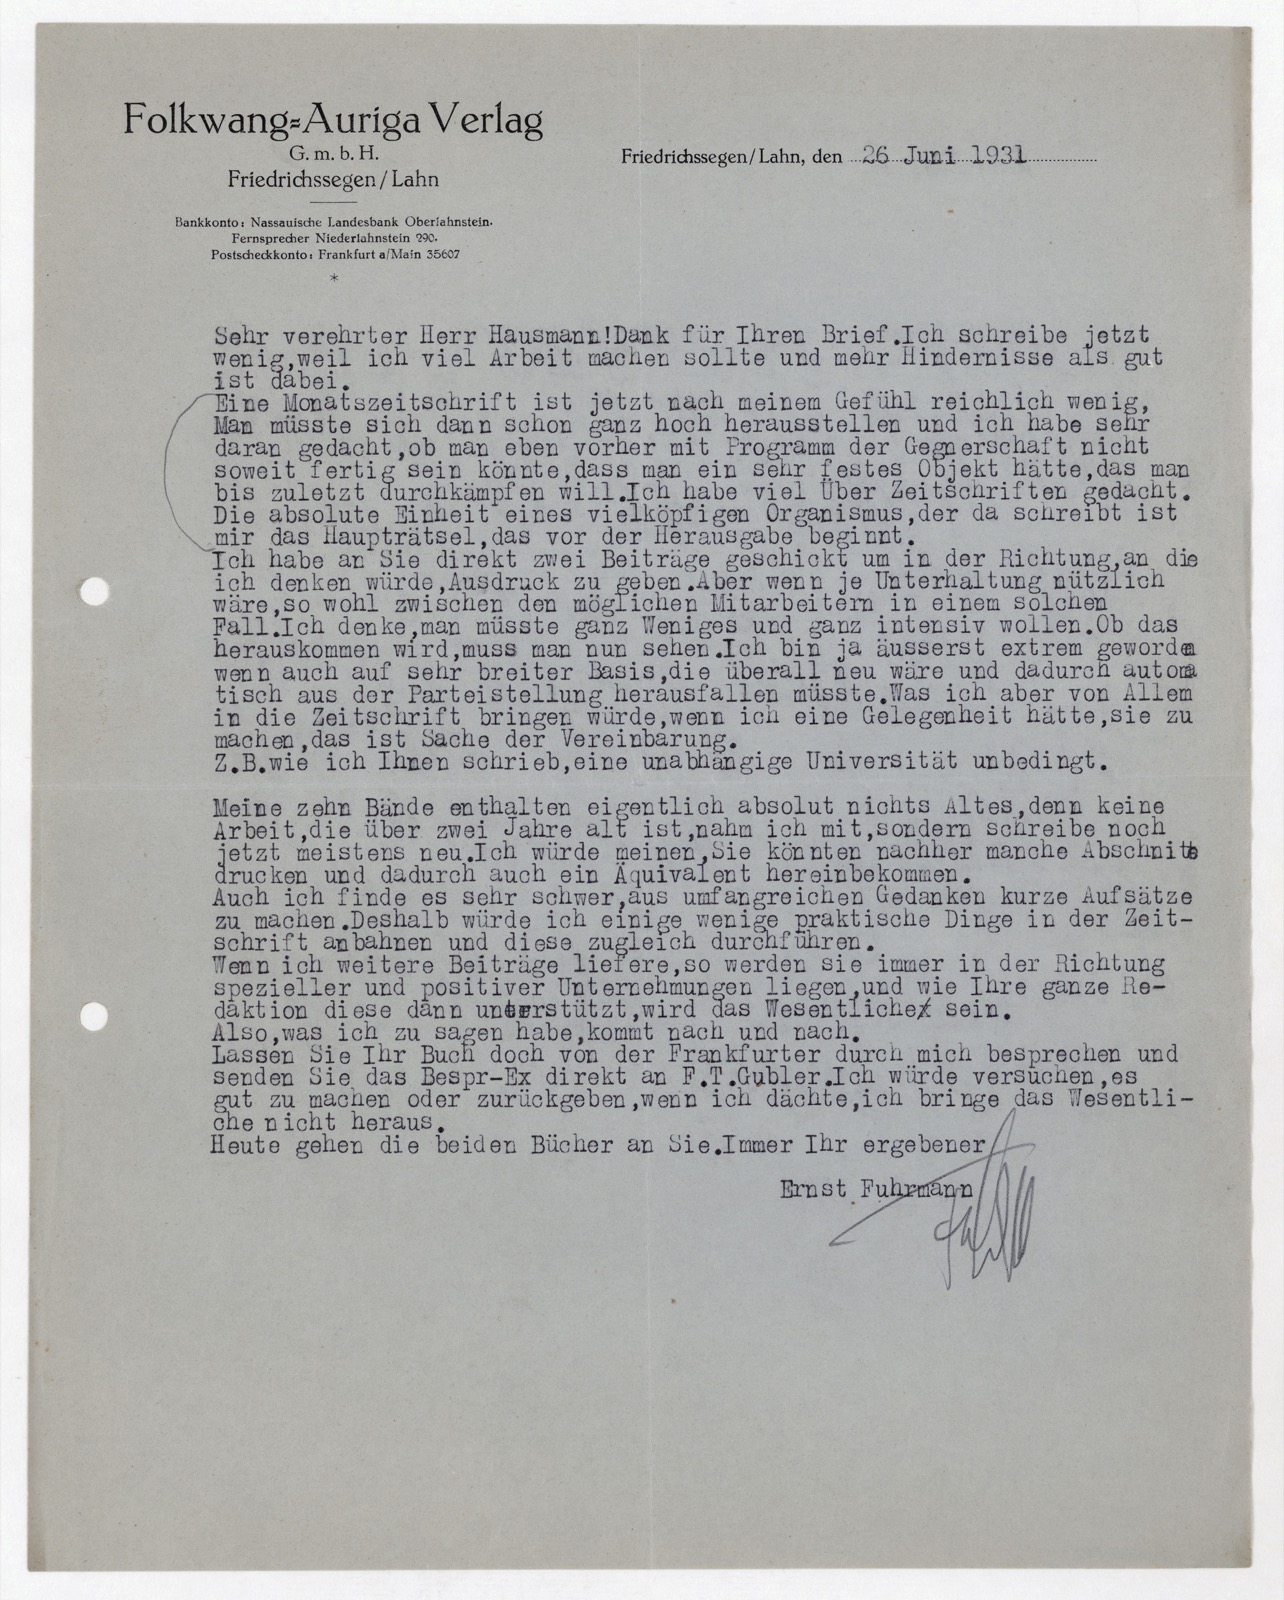 Folkwang-Auriga Verlag
G. m. b. H.
Friedrichssegen / Lahn
Bankkonto: Nassauische Landesbank Oberlahnstein.
Fernsprecher Niederlahnstein 290.
Postscheckkonto: Frankfurt a/Main 35607
*
Friedrichssegen / Lahn, den 26 Juni 1931
Sehr verehrter Herr Hausmann!Dank für Ihren Brief.Ich schreibe jetzt
wenig,weil ich viel Arbeit machen sollte und mehr Hindernisse als gut
ist dabei.
Eine Monatszeitschrift ist jetzt nach meinem Gefühl reichlich wenig,
Man müsste sich dann schon ganz hoch herausstellen und ich habe sehr
daran gedacht,ob man eben vorher mit Programm der Gegnerschaft nicht
soweit fertig sein könnte,dass man ein sehr festes Objekt hätte,das man
bis zuletzt durchkämpfen will.Ich habe viel Über Zeitschriften gedacht.
Die absolute Einheit eines vielköpfigen Organismus,der da schreibt ist
mir das Haupträtsel,das vor der Herausgabe beginnt.
Ich habe an Sie direkt zwei Beiträge geschickt um in der Richtung,an die
ich denken würde,Ausdruck zu geben.Aber wenn je Unterhaltung nützlich
wäre,so wohl zwischen den möglichen Mitarbeitern in einem solchen
Fall.Ich denke,man müsste ganz Weniges und ganz intensiv wollen.Ob das
herauskommen wird,muss man nun sehen.Ich bin ja äusserst extrem geworden
wenn auch auf sehr breiter Basis,die überall neu wäre und dadurch automa
tisch aus der Parteistellung herausfallen müsste.Was ich aber von Allem
in die Zeitschrift bringen würde,wenn ich eine Gelegenheit hätte,sie zu
machen,das ist Sache der Vereinbarung.
Z.B.wie ich Ihnen schrieb,eine unabhängige Universität unbedingt.
Meine zehn Bände enthalten eigentlich absolut nichts Altes,denn keine
Arbeit,die über zwei Jahre alt ist,nahm ich mit,sondern schreibe noch
jetzt meistens neu.Ich würde meinen,Sie könnten nachher manche Abschnitte
drucken und dadurch auch ein Äquivalent hereinbekommen.
Auch ich finde es sehr schwer,aus umfangreichen Gedanken kurze Aufsätze
zu machen.Deshalb würde ich einige wenige praktische Dinge in der Zeit-
schrift anbahnen und diese zugleich durchführen.
Wenn ich weitere Beiträge liefere,so werden sie immer in der Richtung
spezieller und positiver Unternehmungen liegen,und wie Ihre ganze Re-
daktion diese dann unterstützt,wird das Wesentliche sein.
Also,was ich zu sagen habe,kommt nach und nach.
Lassen Sie Ihr Buch doch von der Frankfurter durch mich besprechen und
senden Sie das Bespr-Ex direkt an F.T.Gubler.Ich würde versuchen,es
gut zu machen oder zurückgeben,wenn ich dächte,ich bringe das Wesentli-
che nicht heraus.
Heute gehen die beiden Bücher an Sie.Immer Ihr ergebener
Ernst Fuhrmann